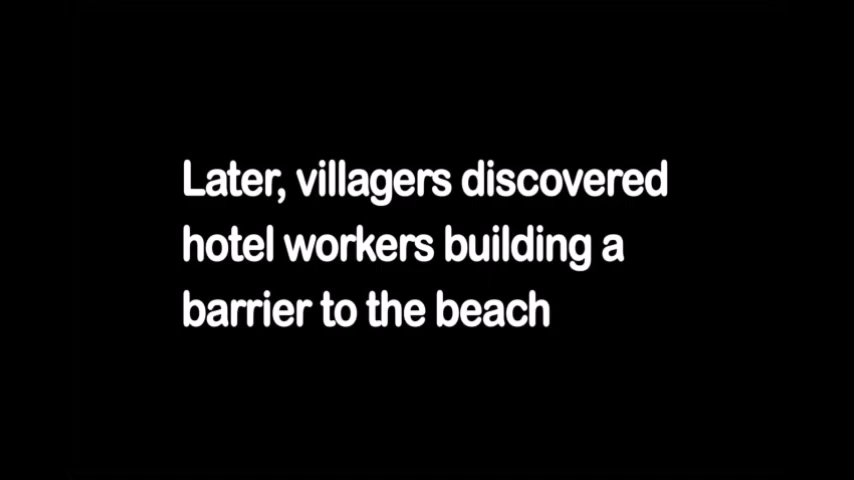 Later, villagers discovered
hotel workers building a
barrier to the beach